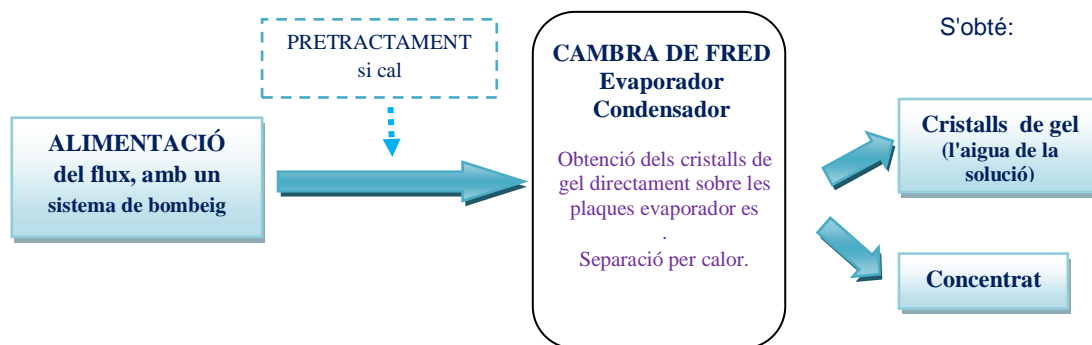 PRETRACTAMENT
si cal
ALIMENTACIÓ
del flux, amb un
sistema de bombeig
CAMBRA DE FRED
Evaporador
Condensador
Obtenció dels cristalls de
gel directament sobre les
plaques evaporador es
.
Separació per calor.
S'obté:
Cristalls de gel
(l'aigua de la
solució)
Concentrat